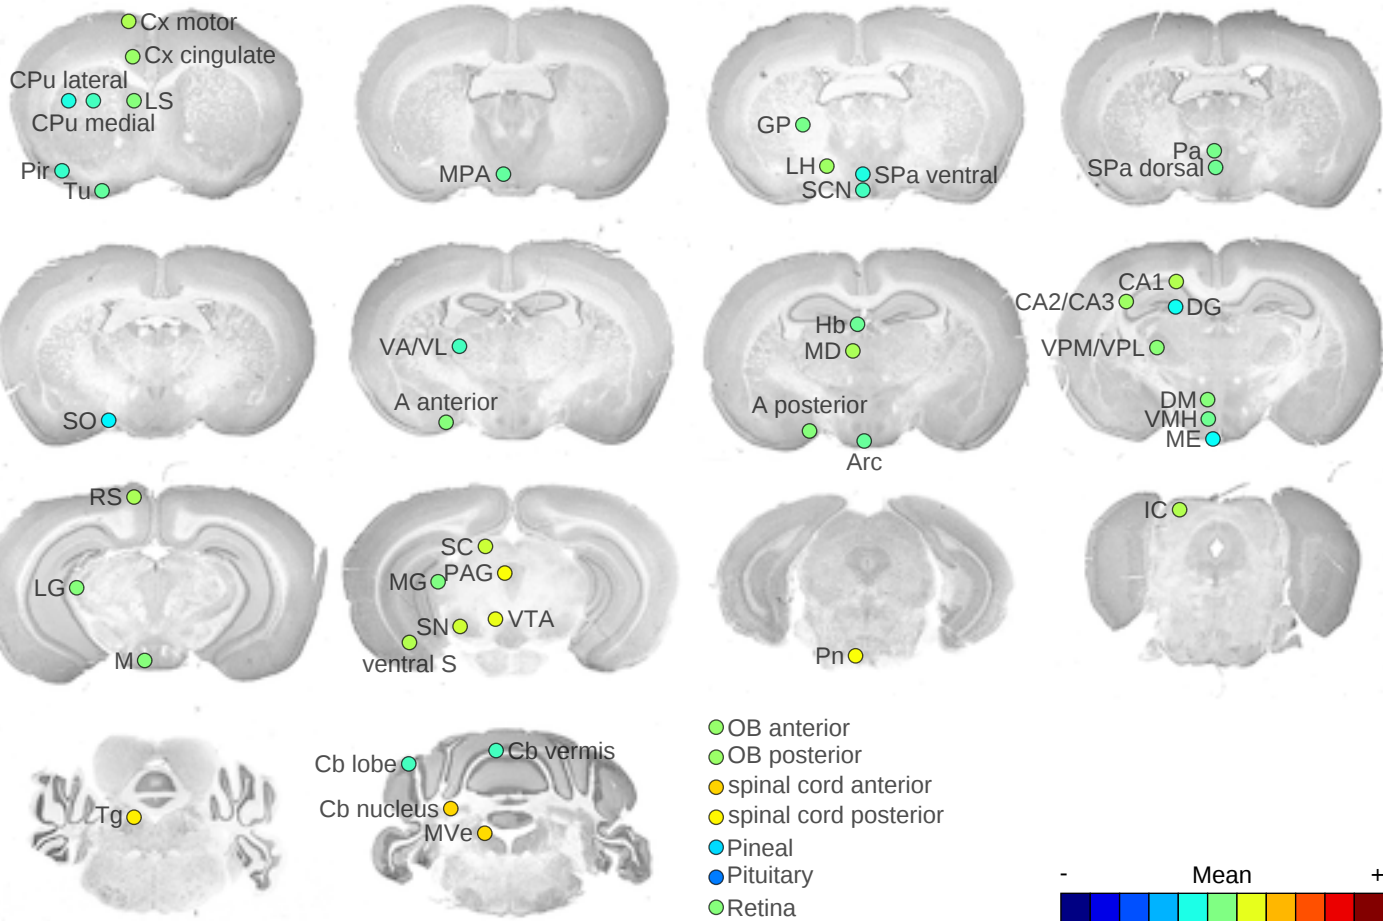 Cx motor
Cx cingulate
CPu lateral
LS
CPu medial
Pir
Tu
MPA
GP
LH
SPa ventral
SCN
Pa
SPa dorsal
SO
VA/VL
A anterior
Hb
MD
A posterior
Arc
CA1
CA2/CA3
DG
VPM/VPL
DM
VMH
ME
RS
LG
M
SC
PAG
MG
VTA
SN
ventral S
Pn
IC
Tg
Cb vermis
Cb lobe
Cb nucleus
MVe
OB anterior
OB posterior
spinal cord anterior
spinal cord posterior
Pineal
Pituitary
Retina
- Mean +